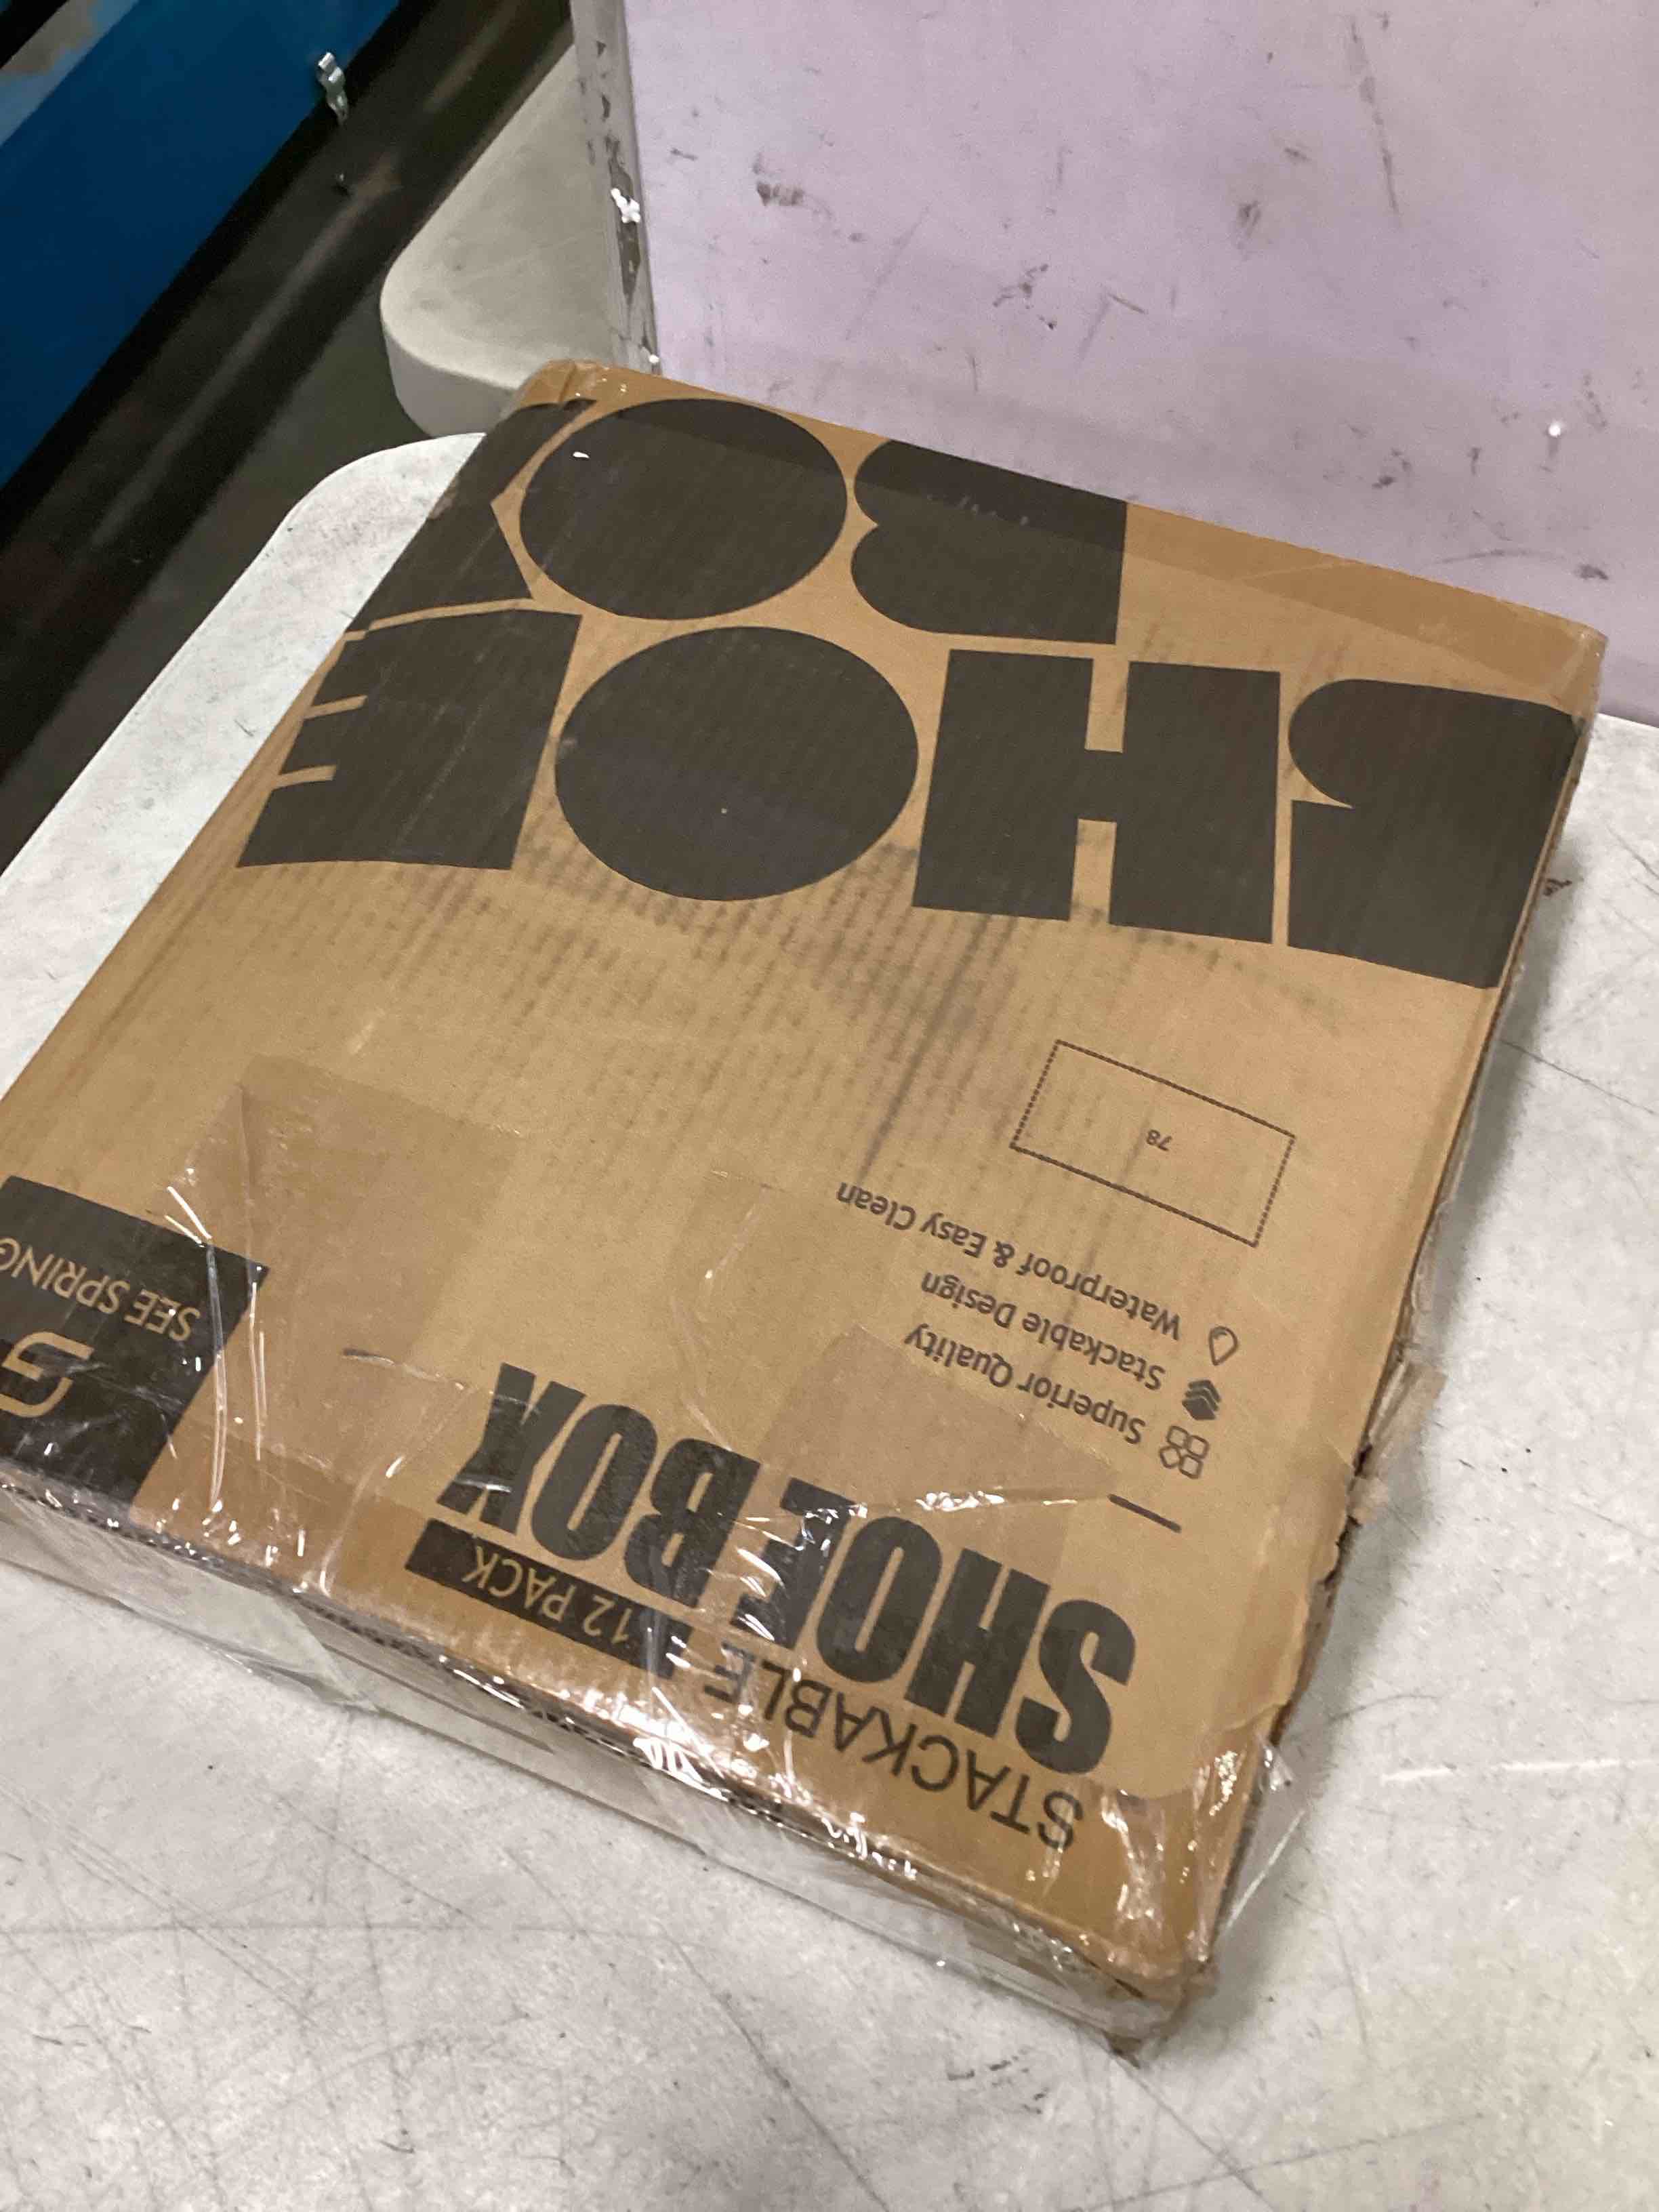 STACKABLE
SHOE BOX
12 PACK
Superior Quality
Stackable Design
Waterproof & Easy Clean
78
SEE SPRING
SHOE
BOX